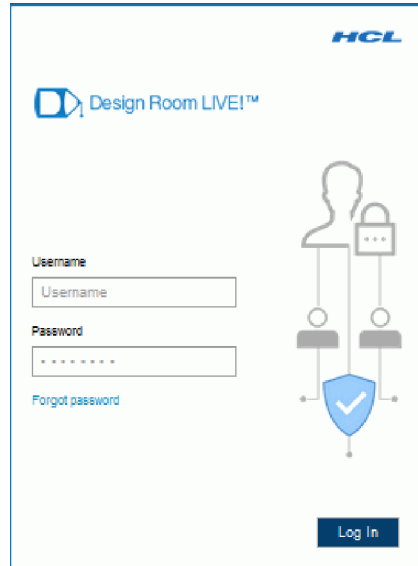 HCL
Design Room LIVE!™
Username
Username
Password
Forgot password
Log In